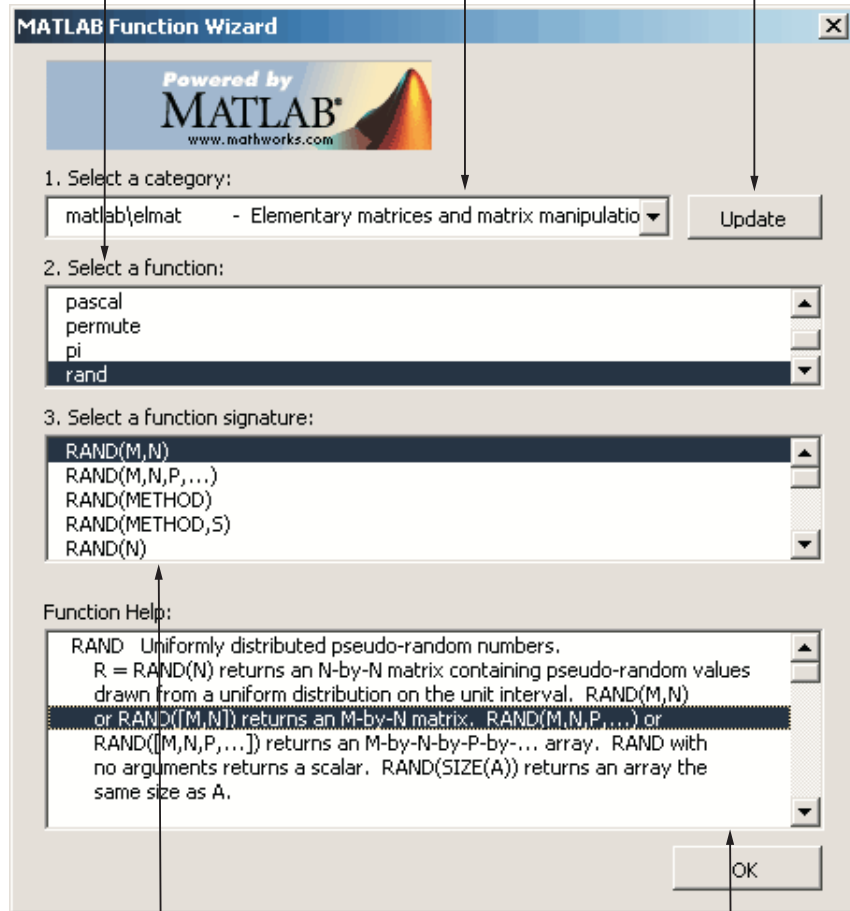 MATLAB Function Wizard
Powered by
MATLAB®
www.mathworks.com
1. Select a category:
matlab\elmat - Elementary matrices and matrix manipulatio
Update
2. Select a function:
pascal
permute
pi
rand
3. Select a function signature:
RAND(M,N)
RAND(M,N,P,...)
RAND(METHOD)
RAND(METHOD,S)
RAND(N)
Function Help:
RAND Uniformly distributed pseudo-random numbers.
R = RAND(N) returns an N-by-N matrix containing pseudo-random values
drawn from a uniform distribution on the unit interval. RAND(M,N)
or RAND([M,N]) returns an M-by-N matrix. RAND(M,N,P,...) or
RAND([M,N,P,...]) returns an M-by-N-by-P-by-... array. RAND with
no arguments returns a scalar. RAND(SIZE(A)) returns an array the
same size as A.
OK